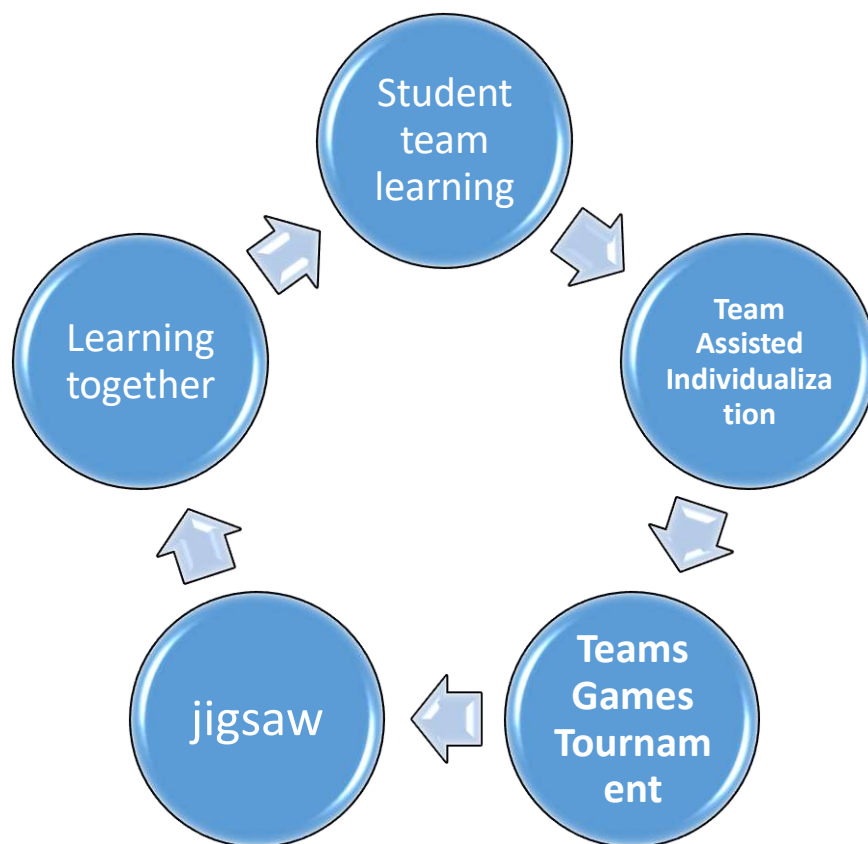 Student
team
learning
Team
Assisted
Individualiza
tion
Teams
Games
Tournam
ent
jigsaw
Learning
together